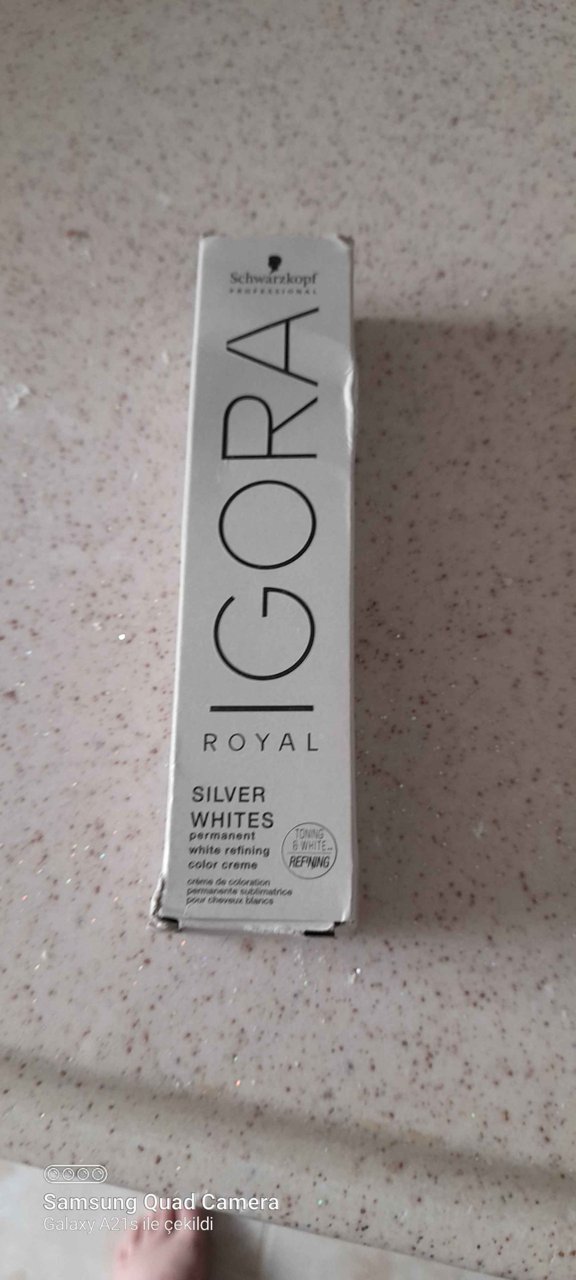 Schwarzkopf
PROFESSIONAL
IGORA
ROYAL
SILVER
WHITES
permanent
white refining
color creme
TONING
& WHITE
REFINING
crème de coloration
permanente sublimatrice
pour cheveux blancs
Samsung Quad Camera
Galaxy A21s ile çekildi